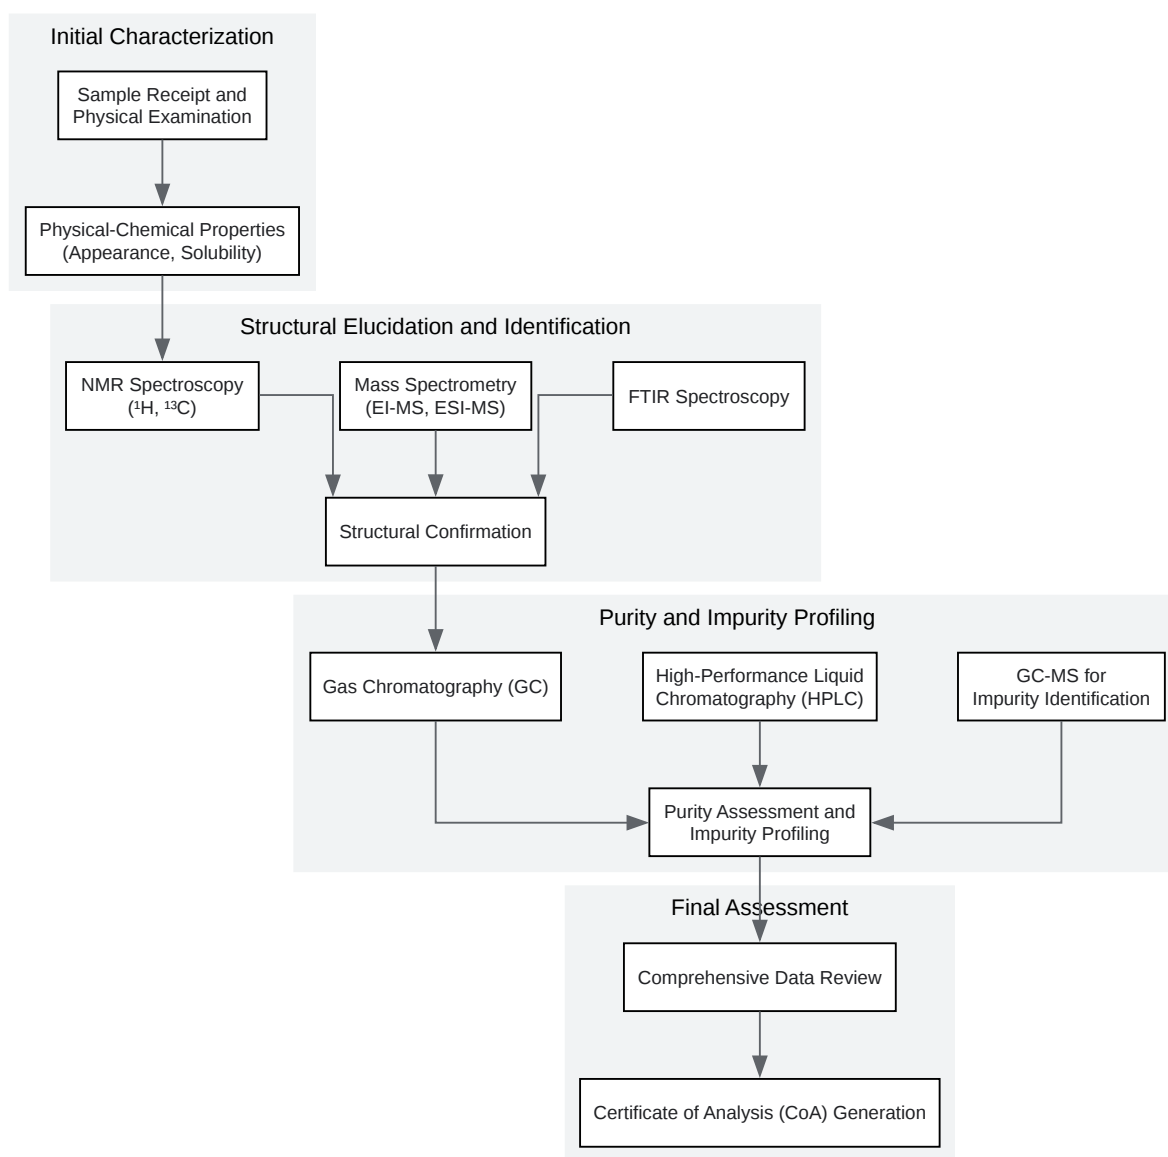 Initial Characterization
Sample Receipt and
Physical Examination
Physical-Chemical Properties
(Appearance, Solubility)
Structural Elucidation and Identification
NMR Spectroscopy
(¹H, ¹³C)
Mass Spectrometry
(EI-MS, ESI-MS)
FTIR Spectroscopy
Structural Confirmation
Purity and Impurity Profiling
Gas Chromatography (GC)
High-Performance Liquid
Chromatography (HPLC)
GC-MS for
Impurity Identification
Purity Assessment and
Impurity Profiling
Final Assessment
Comprehensive Data Review
Certificate of Analysis (CoA) Generation